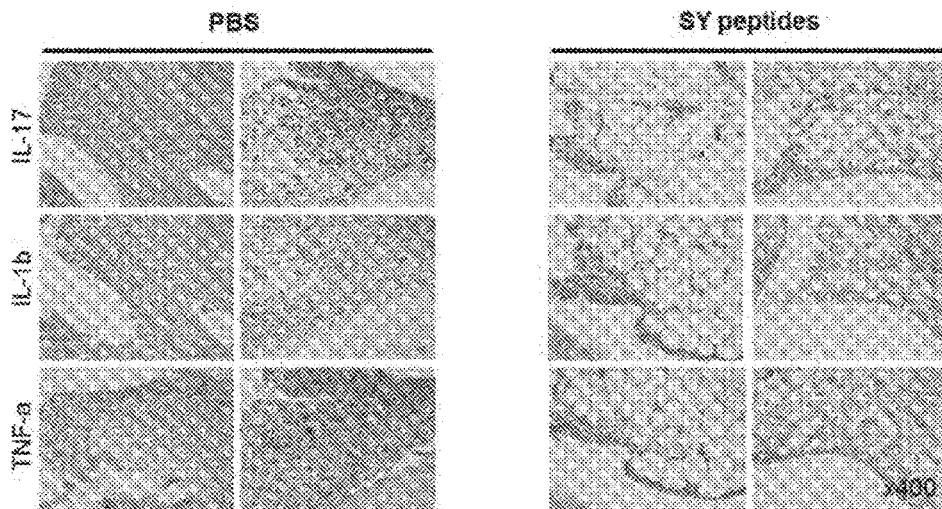 PBS
SY peptides
IL-17
IL-1b
TNF-a
x400